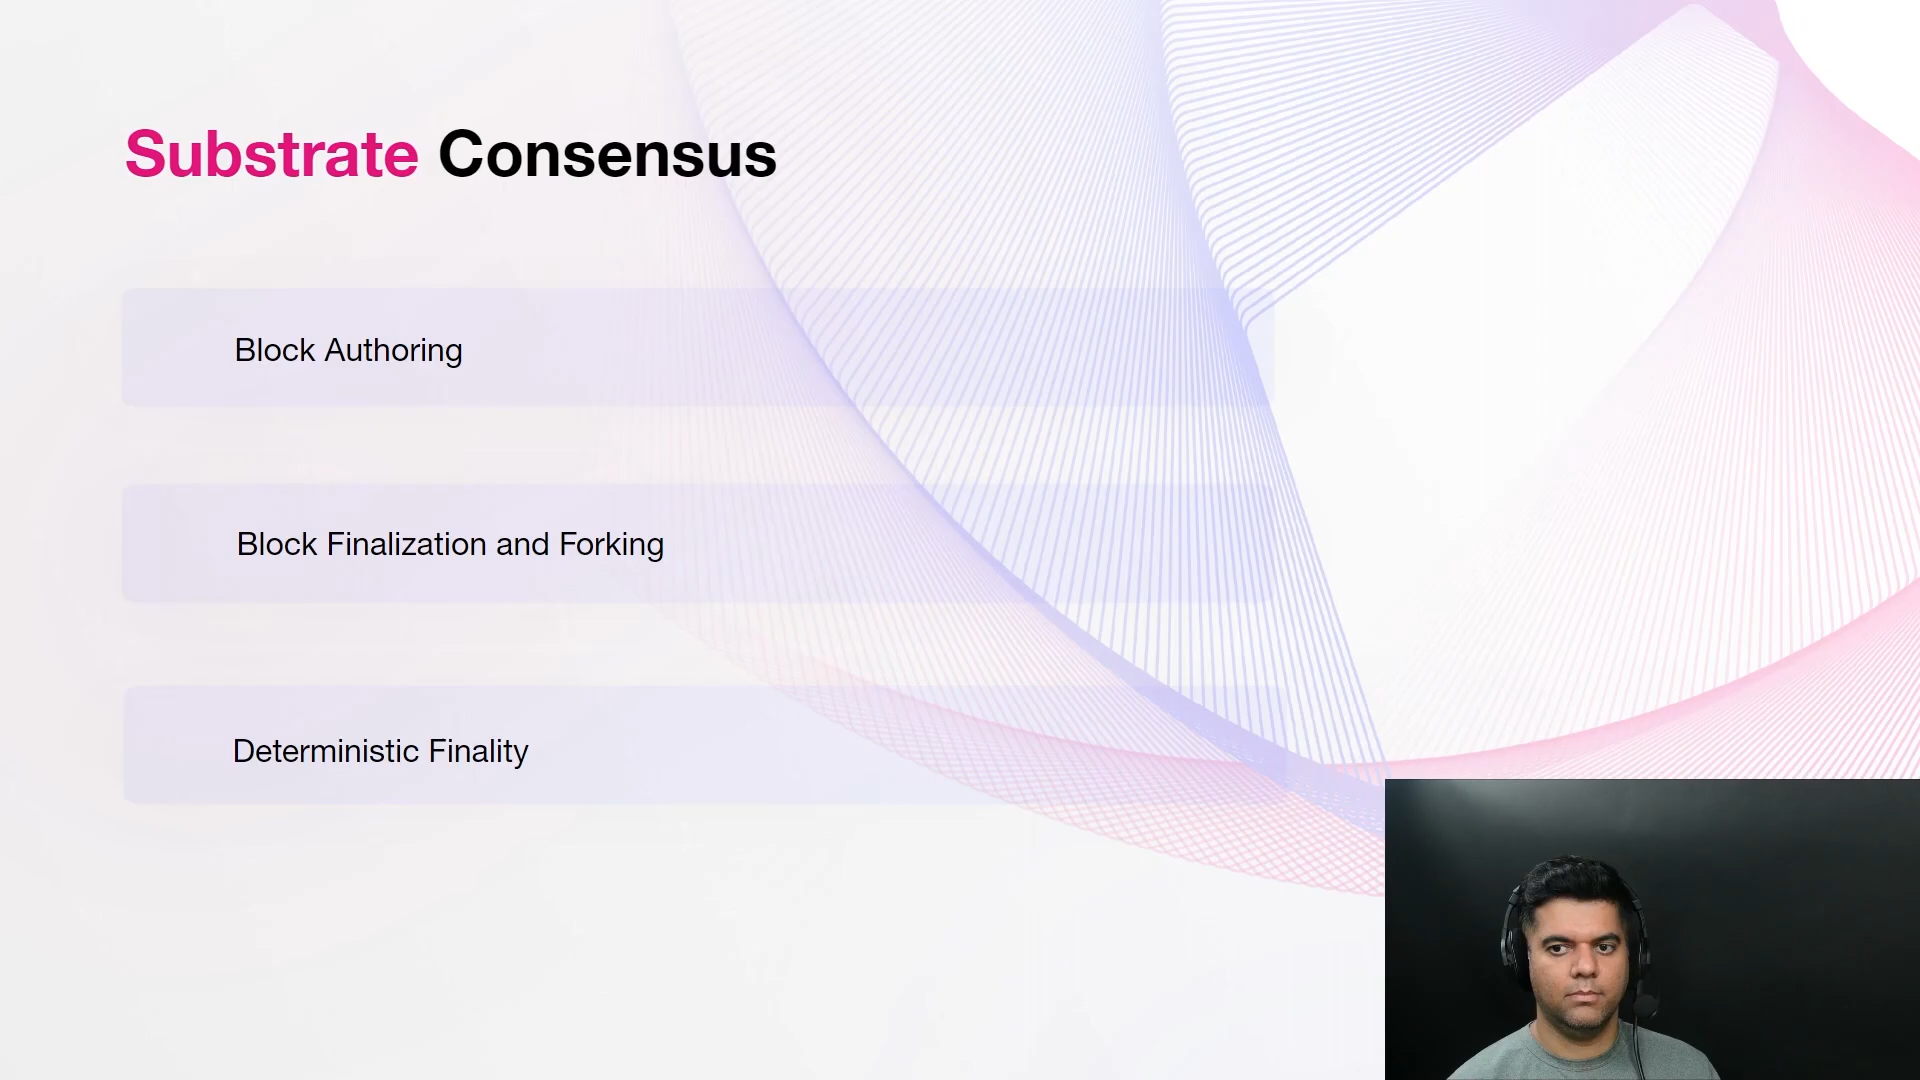 Substrate Consensus
Block Authoring
Block Finalization and Forking
Deterministic Finality